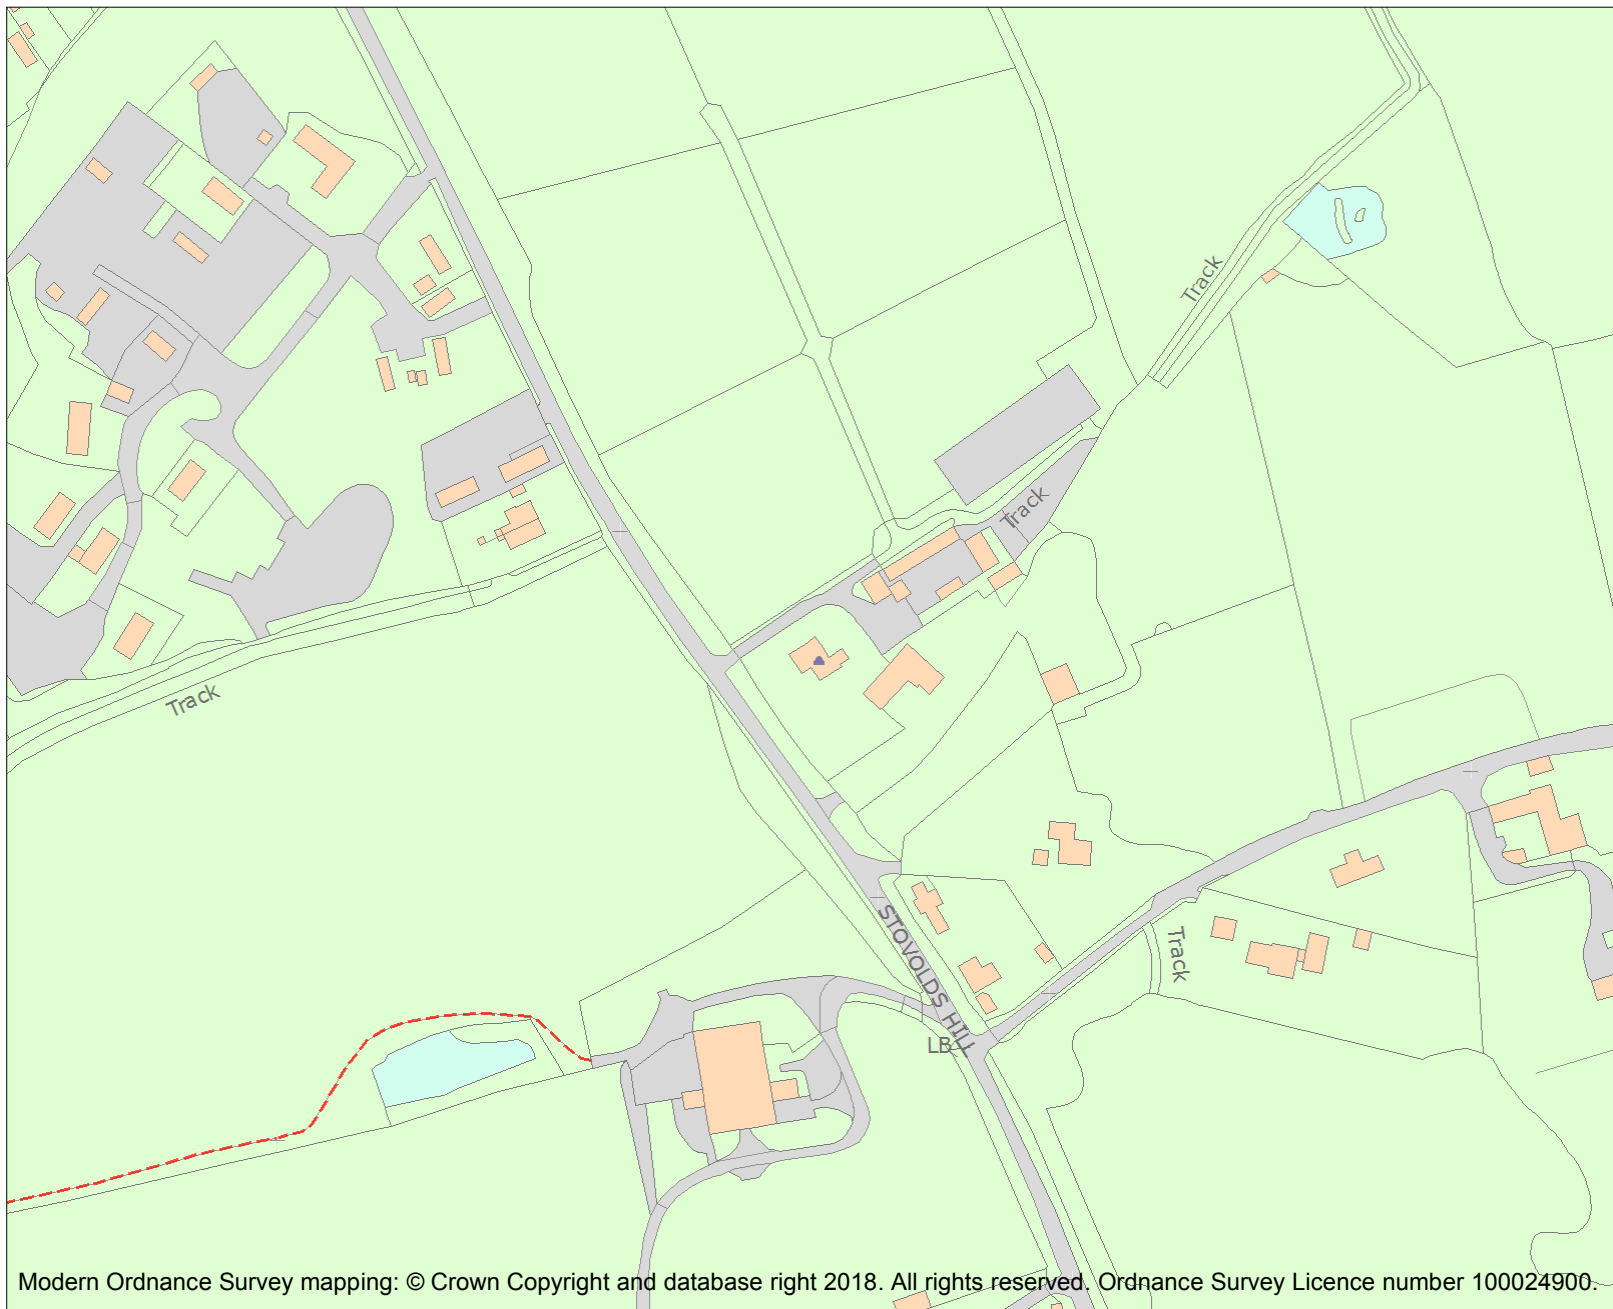 Track
Track
Track
STOVOLDS HILL
Track
LB
Modern Ordnance Survey mapping: © Crown Copyright and database right 2018. All rights reserved. Ordnance Survey Licence number 100024900.